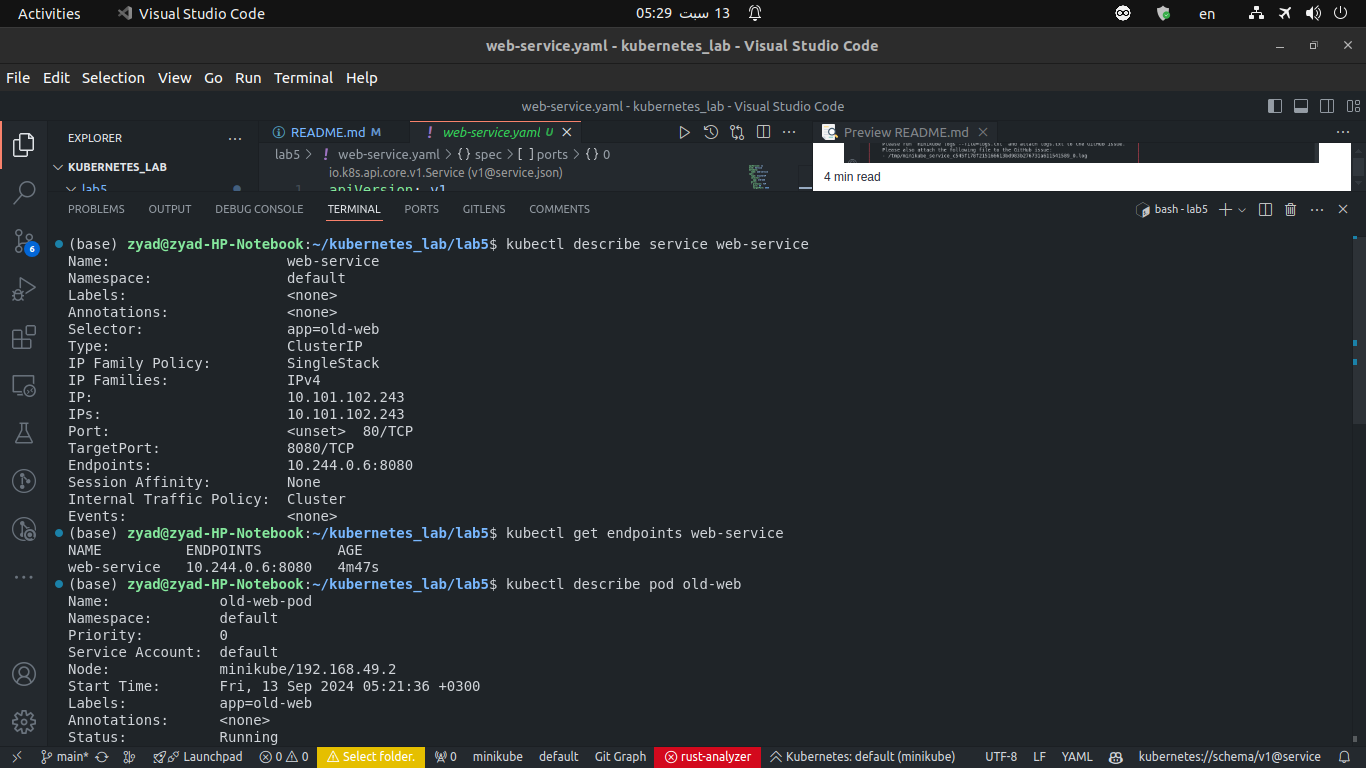 Activities
Visual Studio Code
13 سبت 05:29
en
web-service.yaml - kubernetes_lab - Visual Studio Code
File Edit Selection View Go Run Terminal Help
web-service.yaml - kubernetes_lab - Visual Studio Code
EXPLORER
README.md M
web-service.yaml U
Preview README.md
KUBERNETES_LAB
lab5
lab5 > web-service.yaml > {} spec > [ ] ports > {} 0
io.k8s.api.core.v1.Service (v1@service.json)
1 apiVersion: v1
Please also attach the following file to the GitHub issue:
4 min read
PROBLEMS OUTPUT DEBUG CONSOLE TERMINAL PORTS GITLENS COMMENTS
bash - lab5
(base) zyad@zyad-HP-Notebook:~/kubernetes_lab/lab5$ kubectl describe service web-service
Name: web-service
Namespace: default
Labels: <none>
Annotations: <none>
Selector: app=old-web
Type: ClusterIP
IP Family Policy: SingleStack
IP Families: IPv4
IP: 10.101.102.243
IPs: 10.101.102.243
Port: <unset> 80/TCP
TargetPort: 8080/TCP
Endpoints: 10.244.0.6:8080
Session Affinity: None
Internal Traffic Policy: Cluster
Events: <none>
(base) zyad@zyad-HP-Notebook:~/kubernetes_lab/lab5$ kubectl get endpoints web-service
NAME ENDPOINTS AGE
web-service 10.244.0.6:8080 4m47s
(base) zyad@zyad-HP-Notebook:~/kubernetes_lab/lab5$ kubectl describe pod old-web
Name: old-web-pod
Namespace: default
Priority: 0
Service Account: default
Node: minikube/192.168.49.2
Start Time: Fri, 13 Sep 2024 05:21:36 +0300
Labels: app=old-web
Annotations: <none>
Status: Running
6
main* Launchpad 0 0 Select folder. 0 minikube default Git Graph rust-analyzer Kubernetes: default (minikube) UTF-8 LF YAML kubernetes://schema/v1@service